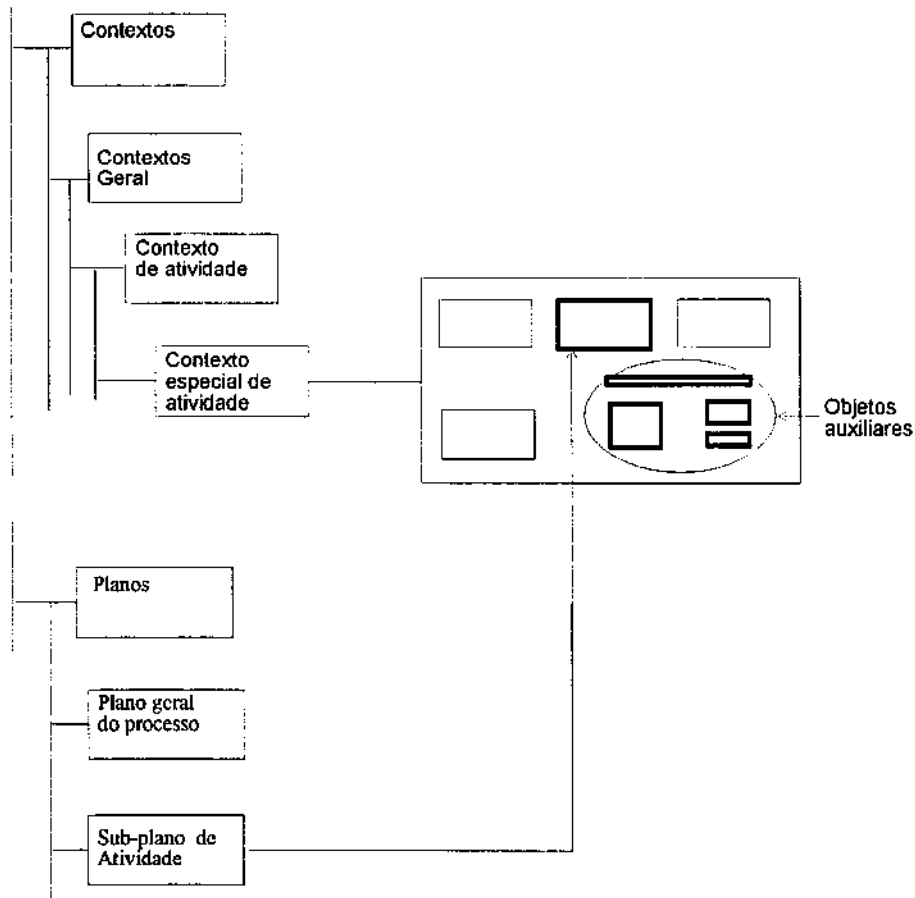 Contextos
Contextos
Geral
Contexto
de atividade
Contexto
especial de
atividade
Objetos
auxiliares
Planos
Plano geral
do processo
Sub-plano de
Atividade